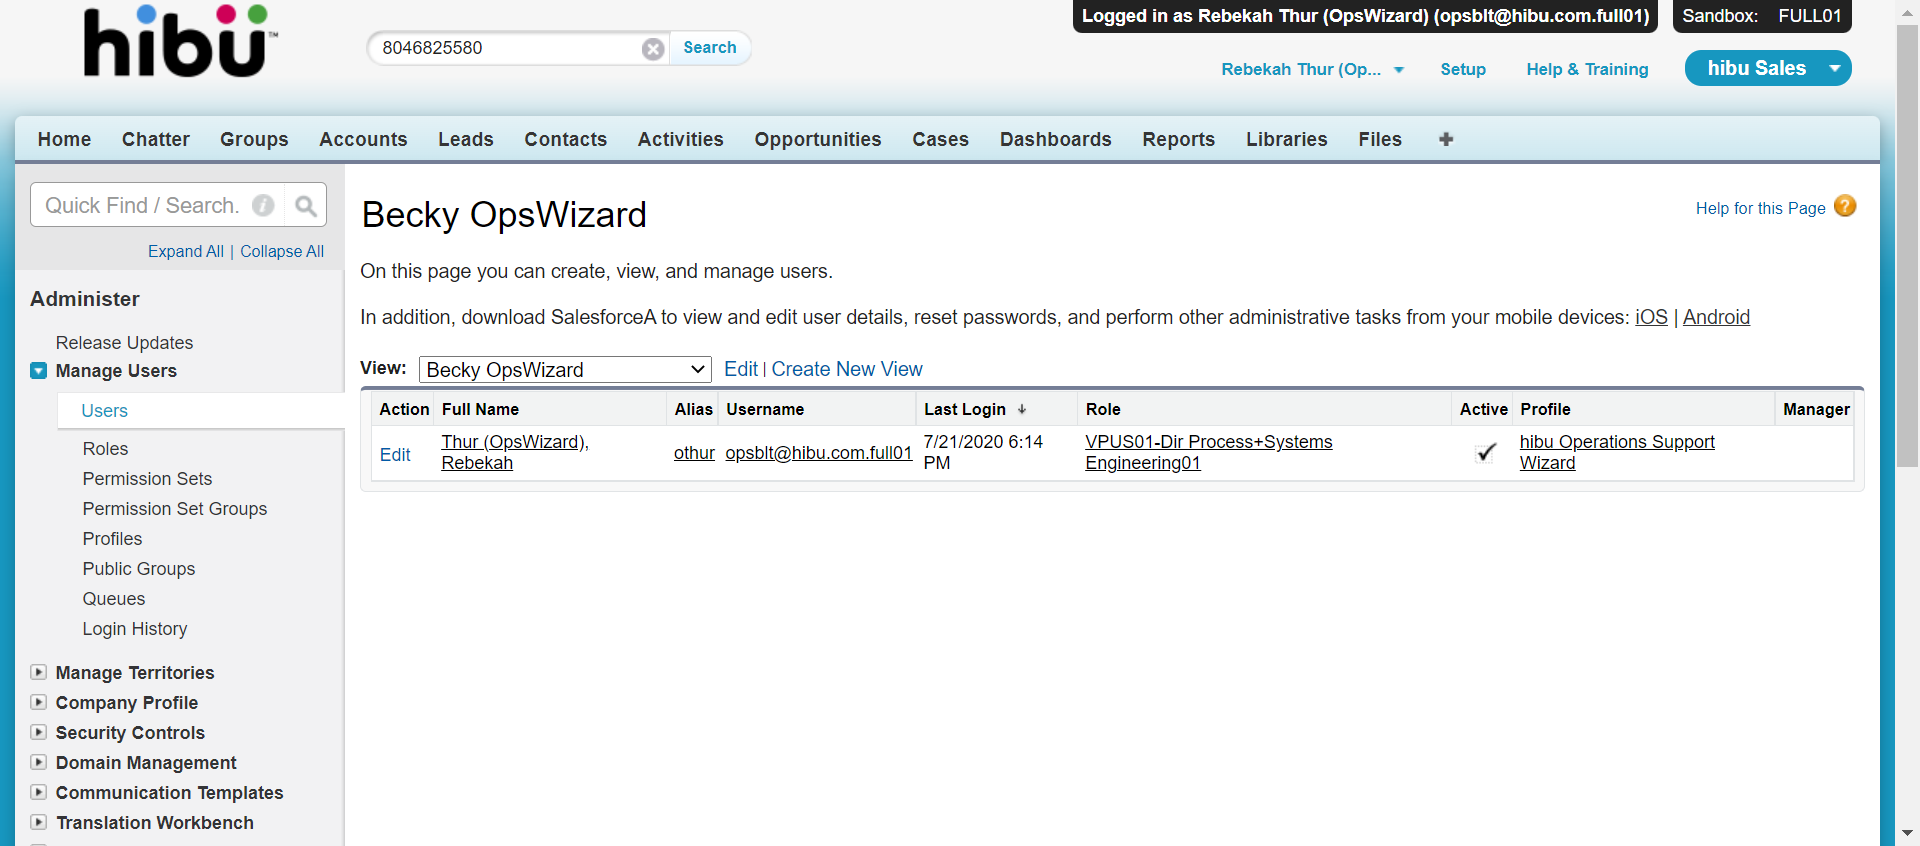 Logged in as Rebekah Thur (OpsWizard) (opsblt@hibu.com.full01)
Sandbox: FULL01
hibu™
8046825580
Search
Rebekah Thur (Op...
Setup
Help & Training
hibu Sales
Home
Chatter
Groups
Accounts
Leads
Contacts
Activities
Opportunities
Cases
Dashboards
Reports
Libraries
Files
Quick Find / Search.
Expand All | Collapse All
Administer
Release Updates
Manage Users
Users
Roles
Permission Sets
Permission Set Groups
Profiles
Public Groups
Queues
Login History
Manage Territories
Company Profile
Security Controls
Domain Management
Communication Templates
Translation Workbench
Becky OpsWizard
Help for this Page
On this page you can create, view, and manage users.
In addition, download SalesforceA to view and edit user details, reset passwords, and perform other administrative tasks from your mobile devices: iOS | Android
View: Becky OpsWizard Edit | Create New View
Action Full Name Alias Username Last Login Role Active Profile Manager
Edit
Thur (OpsWizard),
Rebekah
othur
opsblt@hibu.com.full01
7/21/2020 6:14
PM
VPUS01-Dir Process+Systems
Engineering01
hibu Operations Support
Wizard